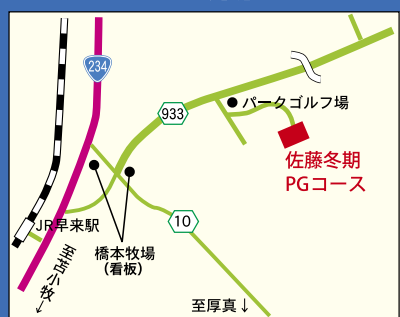 234
933
パークゴルフ場
佐藤冬期
PGコース
JR早来駅
橋本牧場
(看板)
10
至苫小牧→
至厚真↓